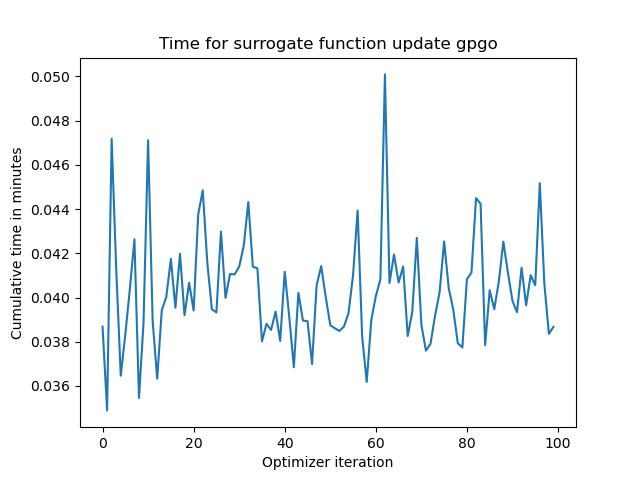 Time for surrogate function update gpgo
Cumulative time in minutes
0.050
0.048
0.046
0.044
0.042
0.040
0.038
0.036
0 20 40 60 80 100
Optimizer iteration